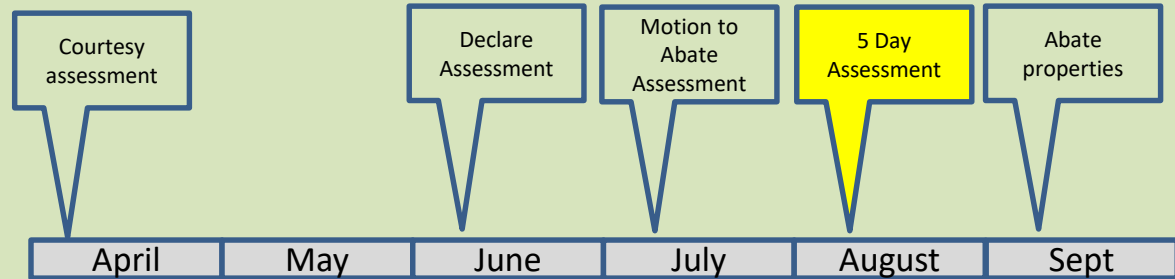 Courtesy
assessment
Declare
Assessment
Motion to
Abate
Assessment
5 Day
Assessment
Abate
properties
April
May
June
July
August
Sept